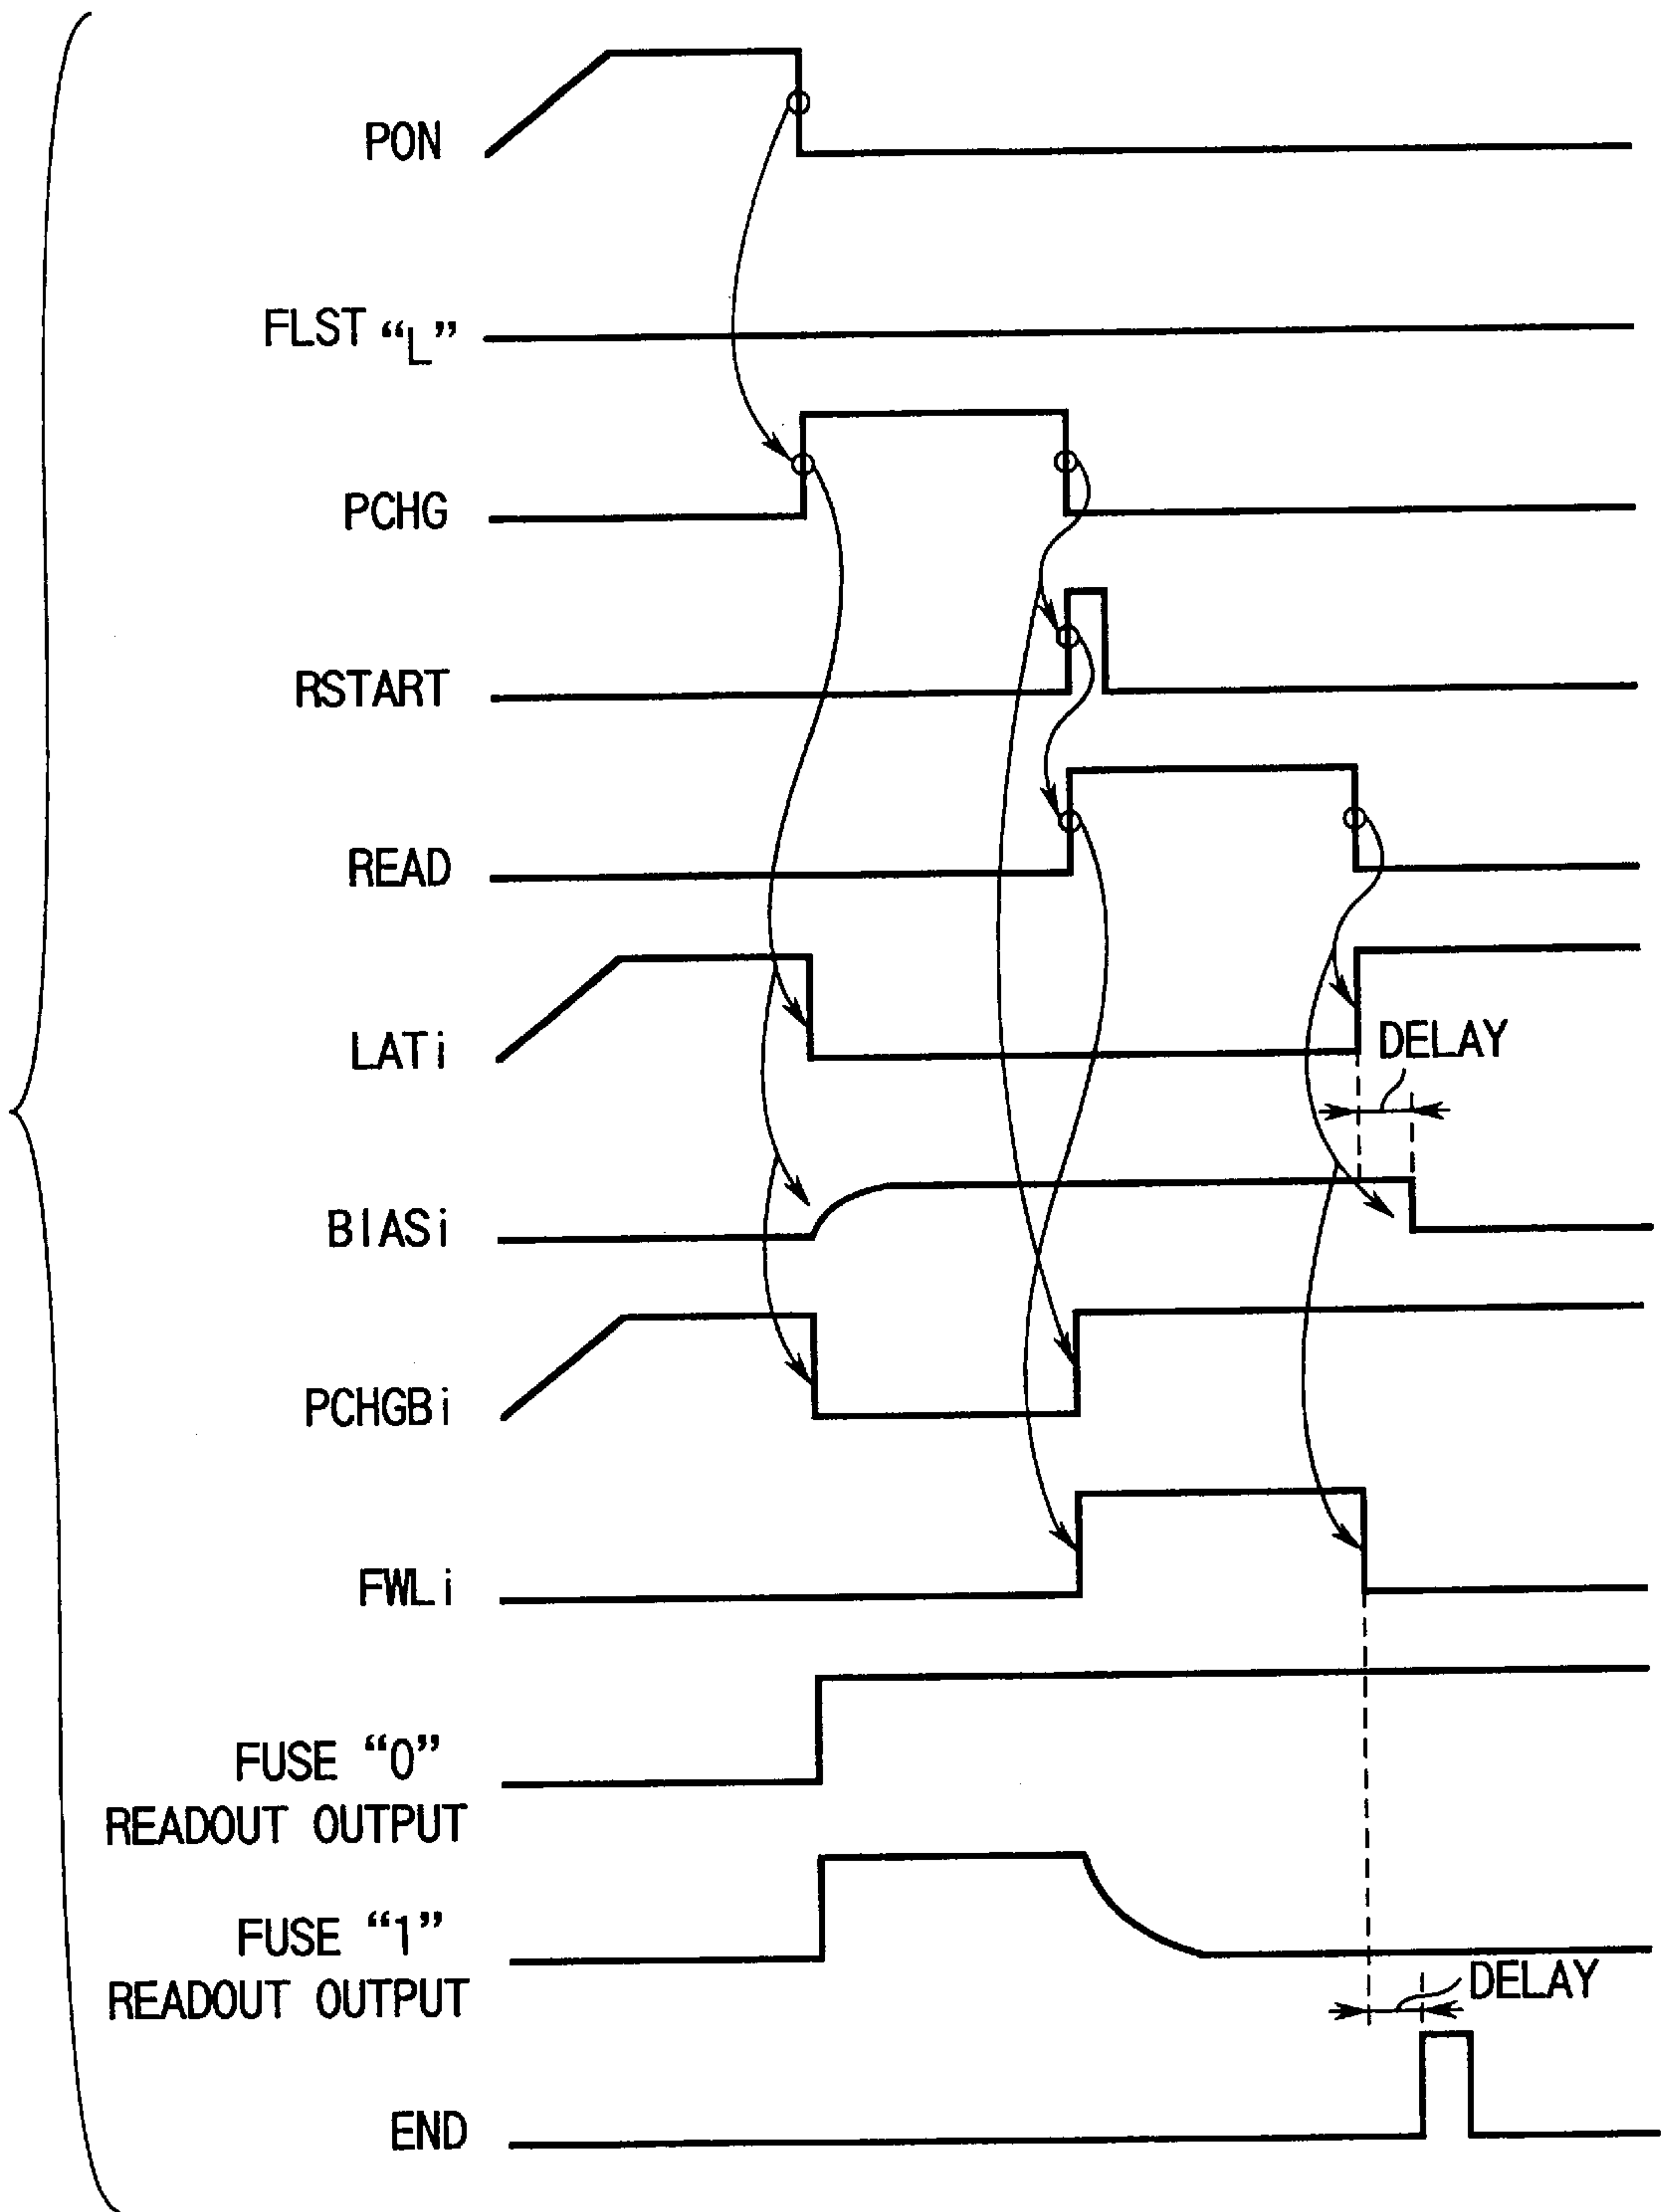 PON
FLST "L"
PCHG
RSTART
READ
LATi
DELAY
BIASi
PCHGBi
FWLi
FUSE "0"
READOUT OUTPUT
FUSE "1"
READOUT OUTPUT
DELAY
END